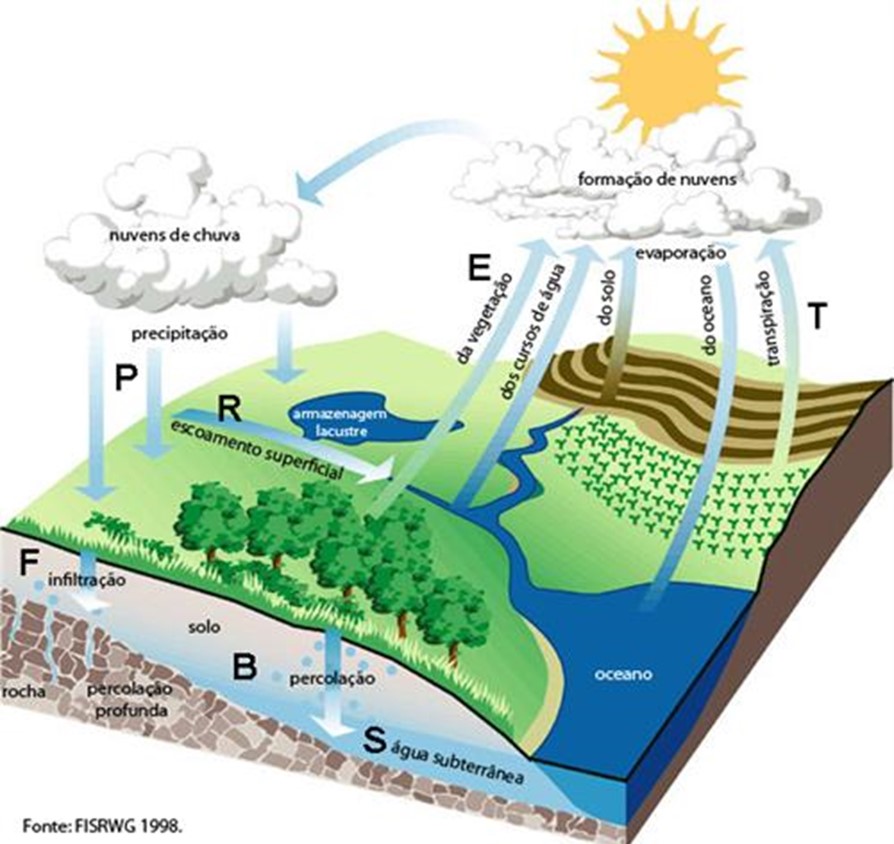 formação de nuvens
nuvens de chuva
evaporação
E
da vegetação
dos cursos de água
do solo
do oceano
transpiração
T
precipitação
P
R
armazenagem
lacustre
escoamento superficial
F
infiltração
solo
B
percolação
oceano
rocha
percolação
profunda
S
água subterrânea
Fonte: FISRWG 1998.